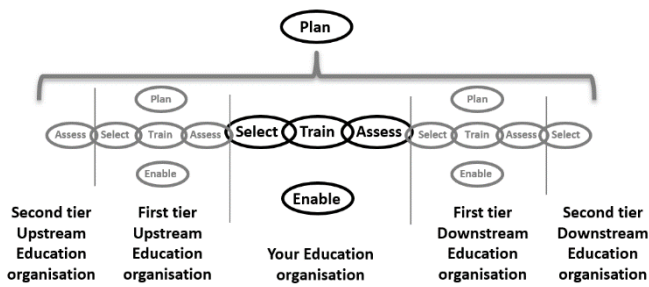 Plan
Plan Plan
Assess Select Train Assess Select Train Assess Select Train Assess Select
Enable Enable
Enable
Second tier
Upstream
Education
organisation
First tier
Upstream
Education
organisation
Your Education
organisation
First tier
Downstream
Education
organisation
Second tier
Downstream
Education
organisation